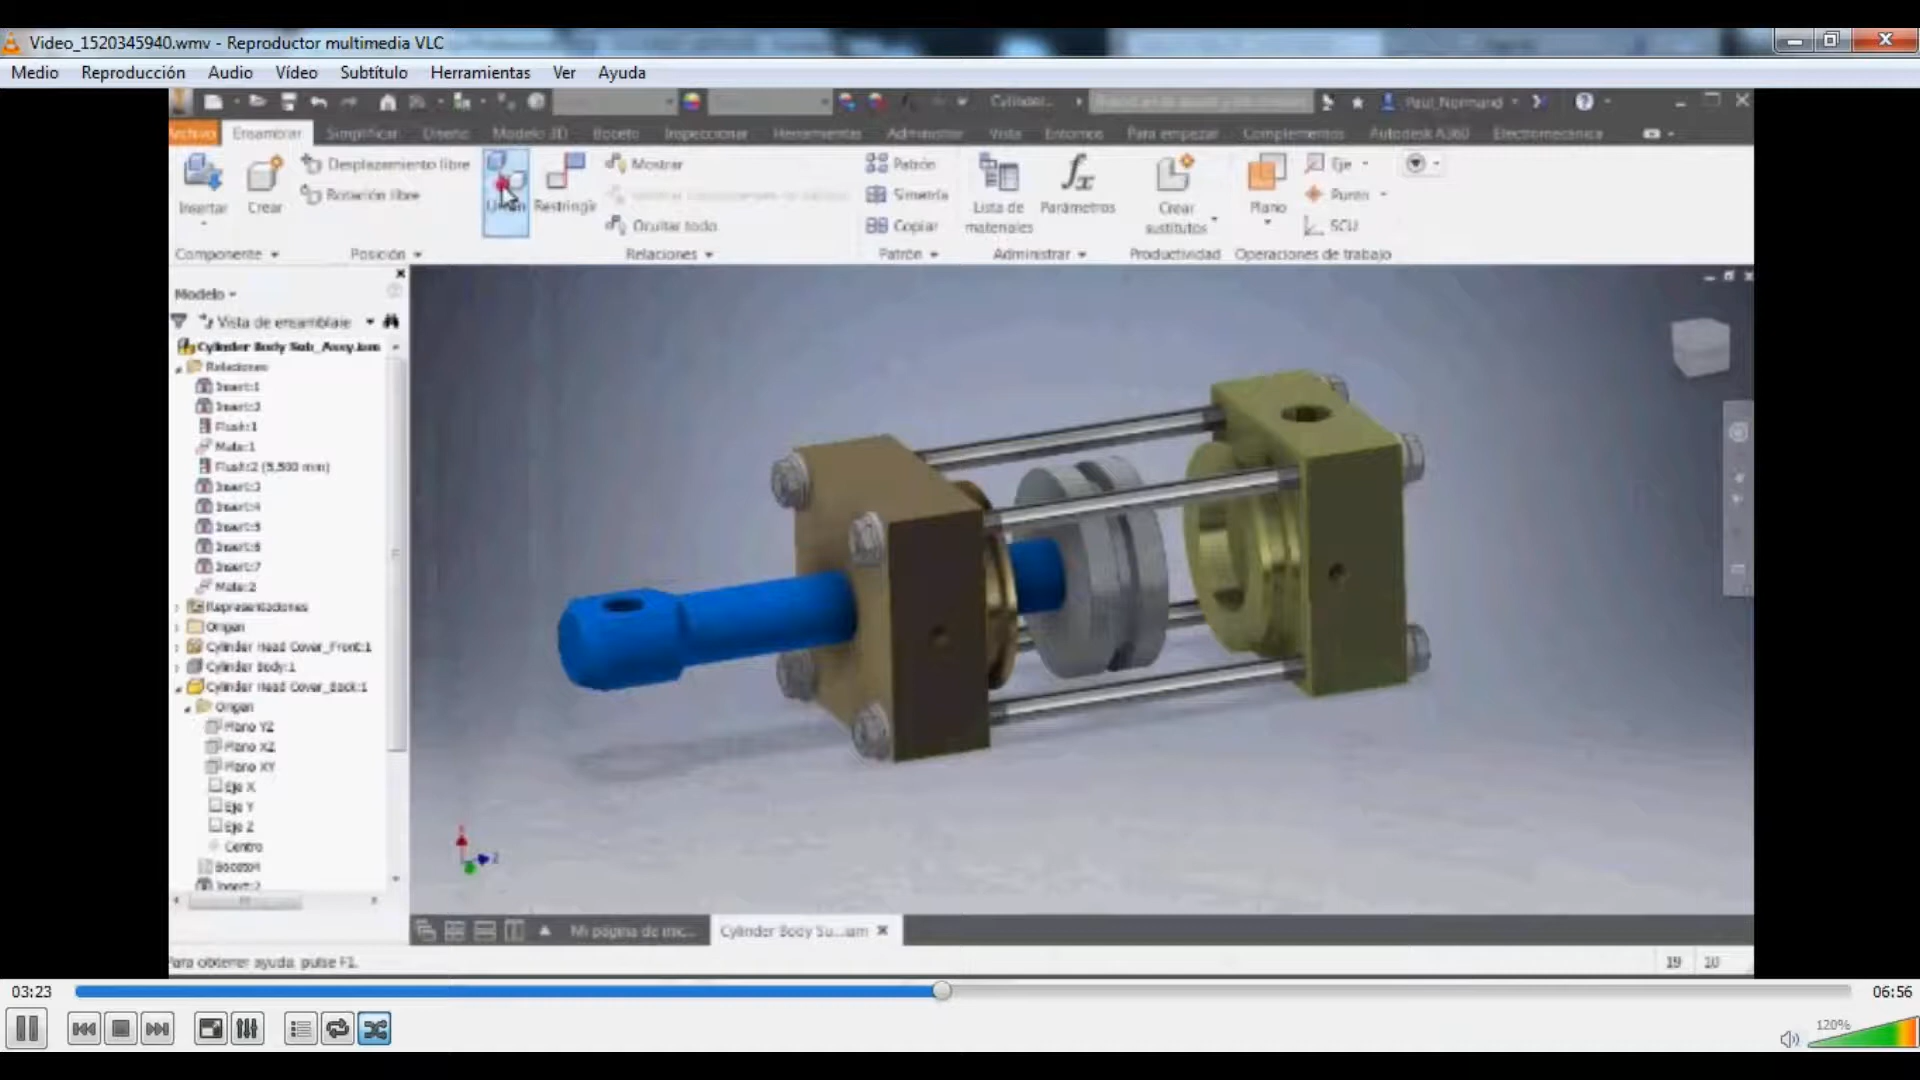 Video_1520345940.wmv - Reproductor multimedia VLC
Medio Reproducción Audio Vídeo Subtítulo Herramientas Ver Ayuda
Cylinder... Paul_Normand
Archivo Ensamblar Simplificar Diseño Modelo 3D Boceto Inspeccionar Herramientas Administrar Vista Entornos Para empezar Complementos Autodesk A360 Electromecánica
Desplazamiento libre Mostrar Patrón Eje
Rotación libre Simetría Punto
Insertar Crear Unión Restringir Lista de materiales Parámetros Crear sustitutos Plano
Ocultar todo Copiar SCU
Componente Posición Relaciones Patrón Administrar Productividad Operaciones de trabajo
Modelo
Vista de ensamblaje
Cylinder Body Sub_Assy.iam
Relaciones
Insert:1
Insert:2
Flush:1
Mate:1
Flush:2 (5,500 mm)
Insert:3
Insert:4
Insert:5
Insert:6
Insert:7
Mate:2
Representaciones
Origen
Cylinder Head Cover_Front:1
Cylinder Body:1
Cylinder Head Cover_Back:1
Origen
Plano YZ
Plano XZ
Plano XY
Eje X
Eje Y
Eje Z
Centro
Boceto1
Insert:2
Z
Mi página de inic... Cylinder Body Su...iam
Para obtener ayuda, pulse F1. 19 10
03:23 06:56
120%